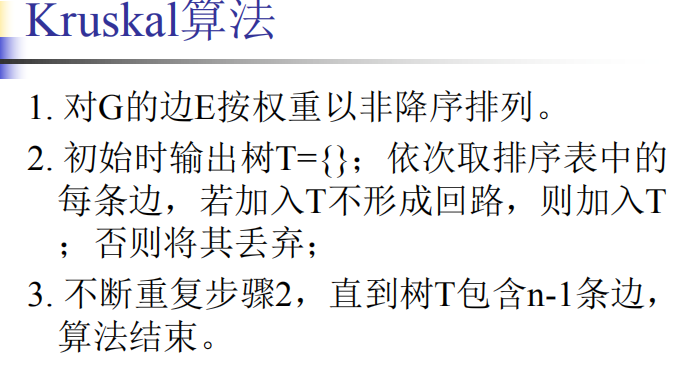 Kruskal算法
1. 对G的边E按权重以非降序排列。
2. 初始时输出树T={}；依次取排序表中的
每条边，若加入T不形成回路，则加入T
；否则将其丢弃；
3. 不断重复步骤2，直到树T包含n-1条边，
算法结束。